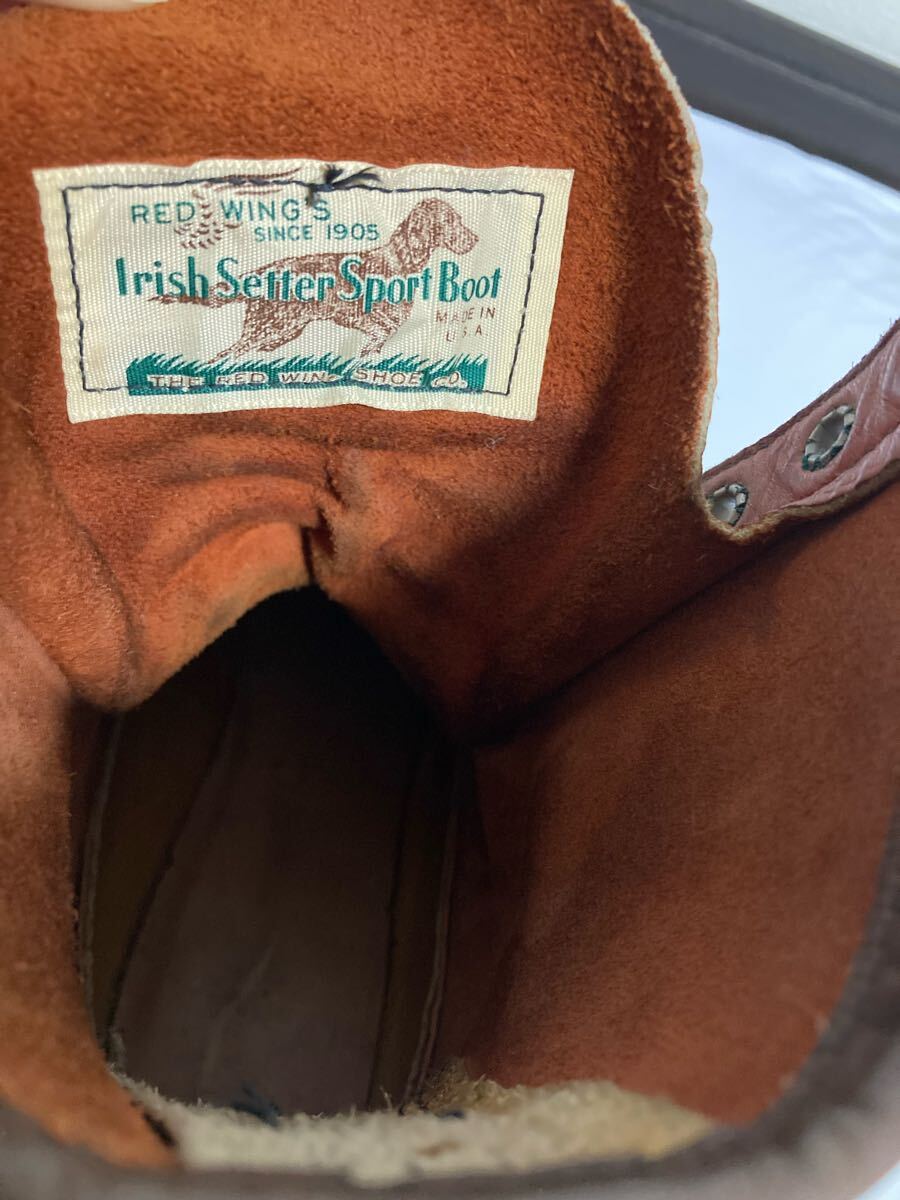 RED WING'S
SINCE 1905
Irish Setter Sport Boot
MADE IN
U.S.A.
THE RED WING SHOE CO.